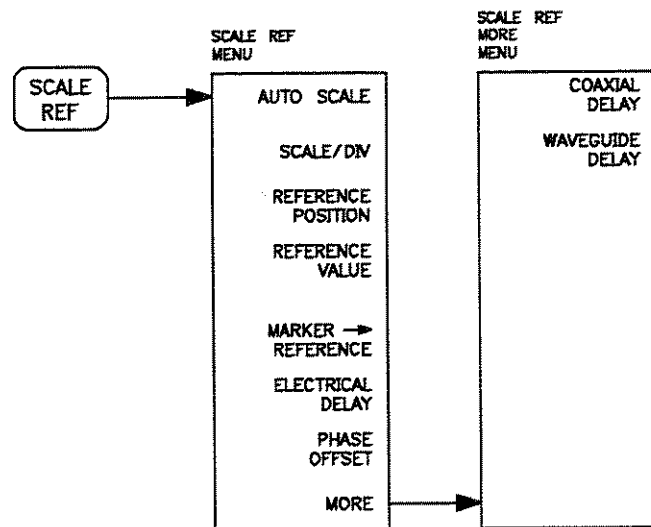 SCALE
REF
SCALE REF
MENU
AUTO SCALE
SCALE/DIV
REFERENCE
POSITION
REFERENCE
VALUE
MARKER →
REFERENCE
ELECTRICAL
DELAY
PHASE
OFFSET
MORE
SCALE REF
MORE
MENU
COAXIAL
DELAY
WAVEGUIDE
DELAY